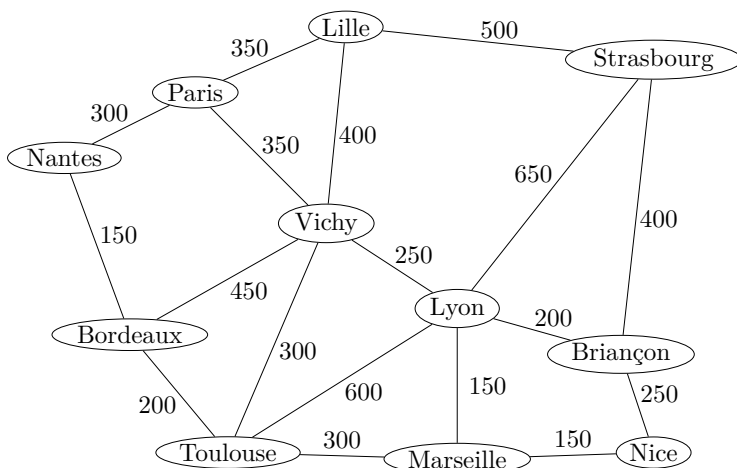 Lille
500
350
Strasbourg
Paris
300
350
400
Nantes
650
Vichy
400
150
250
450
Lyon
200
Bordeaux
Briançon
300
150
250
600
200
300
150
Toulouse
Marseille
Nice